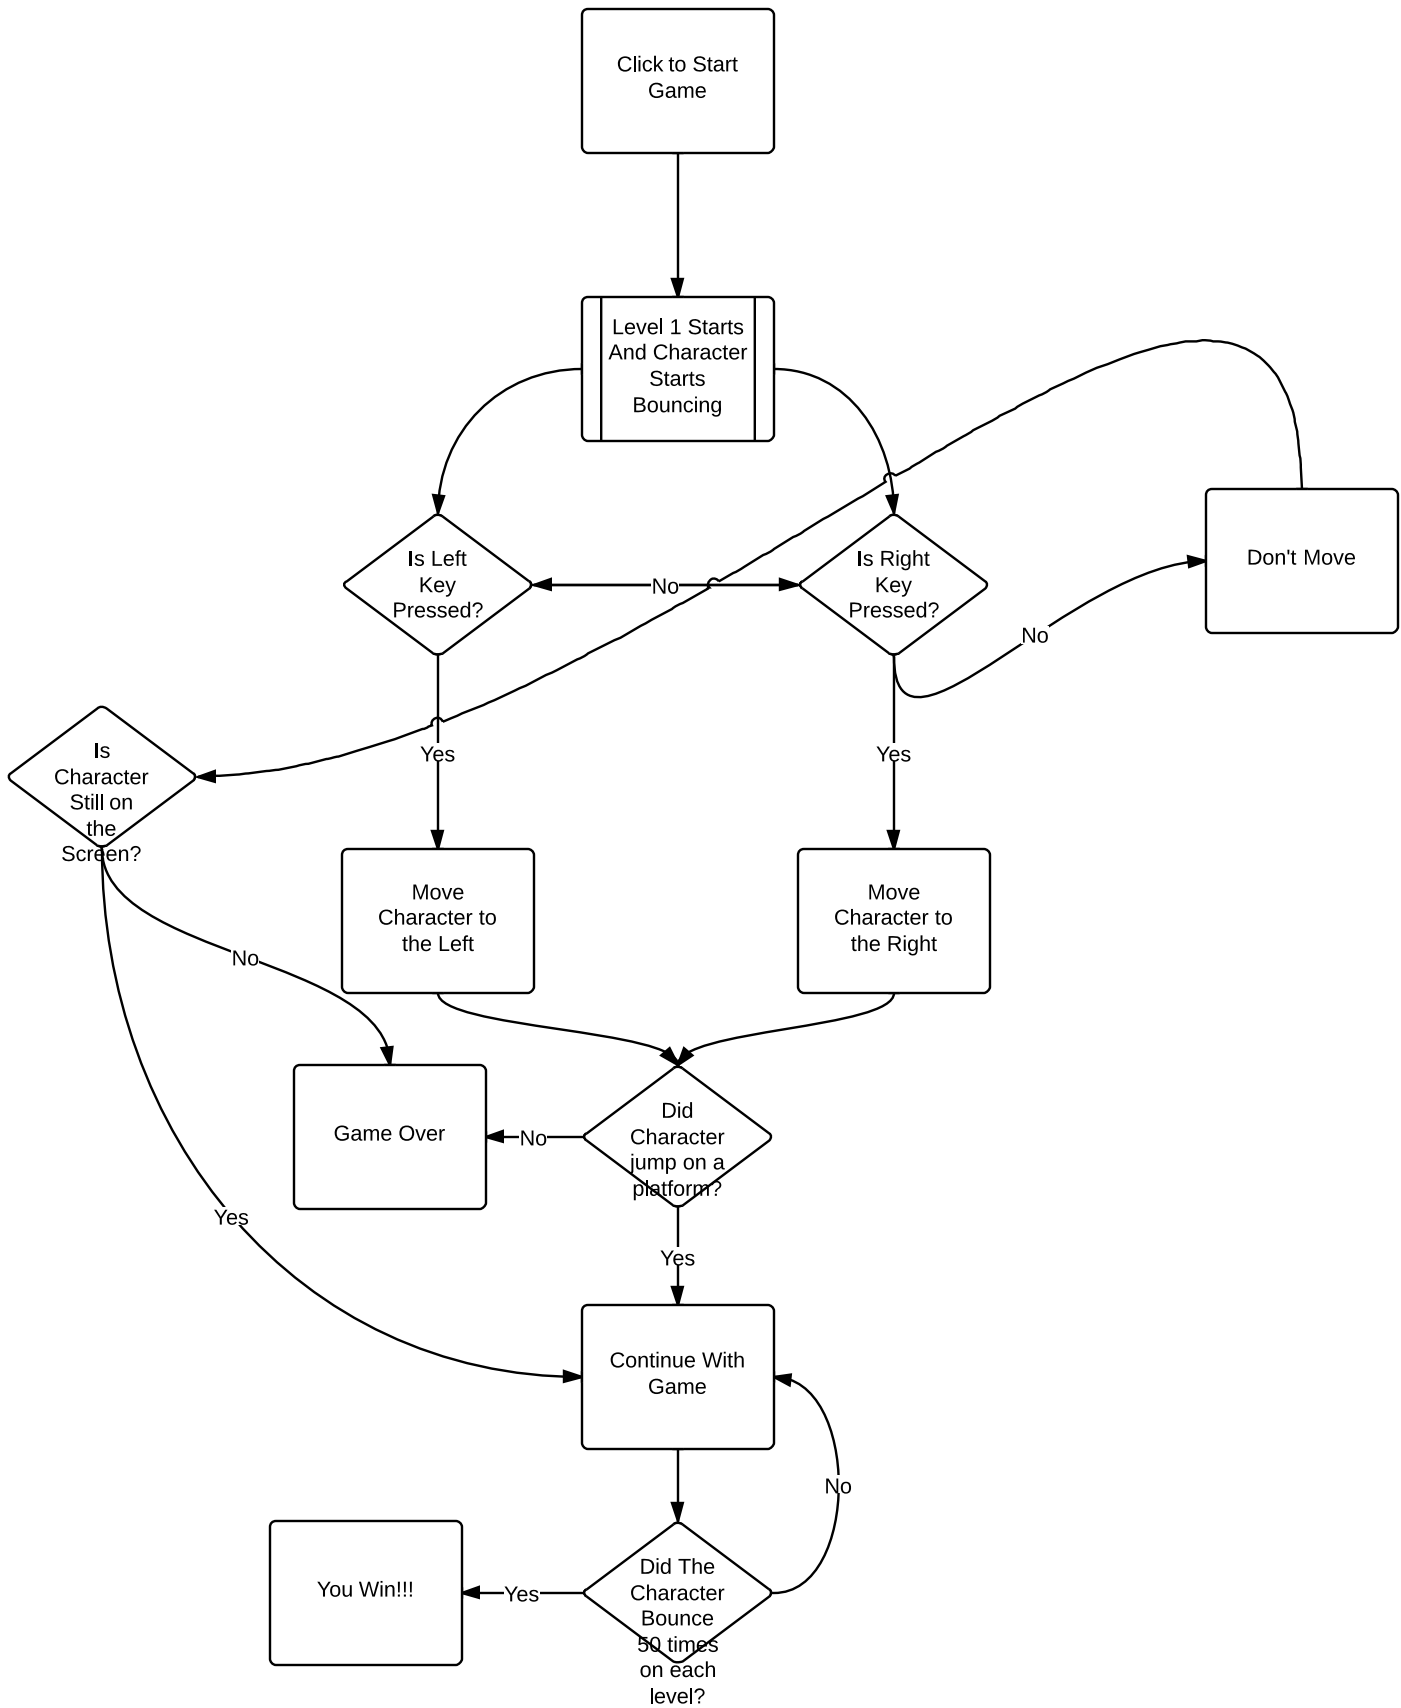 Click to Start
Game
Level 1 Starts
And Character
Starts
Bouncing
Is Left
Key
Pressed?
No
Is Right
Key
Pressed?
Don't Move
No
Is
Character
Still on
the
Screen?
Yes
Yes
Move
Character to
the Left
Move
Character to
the Right
No
Game Over
No
Did
Character
jump on a
platform?
Yes
Yes
Continue With
Game
No
You Win!!!
Yes
Did The
Character
Bounce
50 times
on each
level?